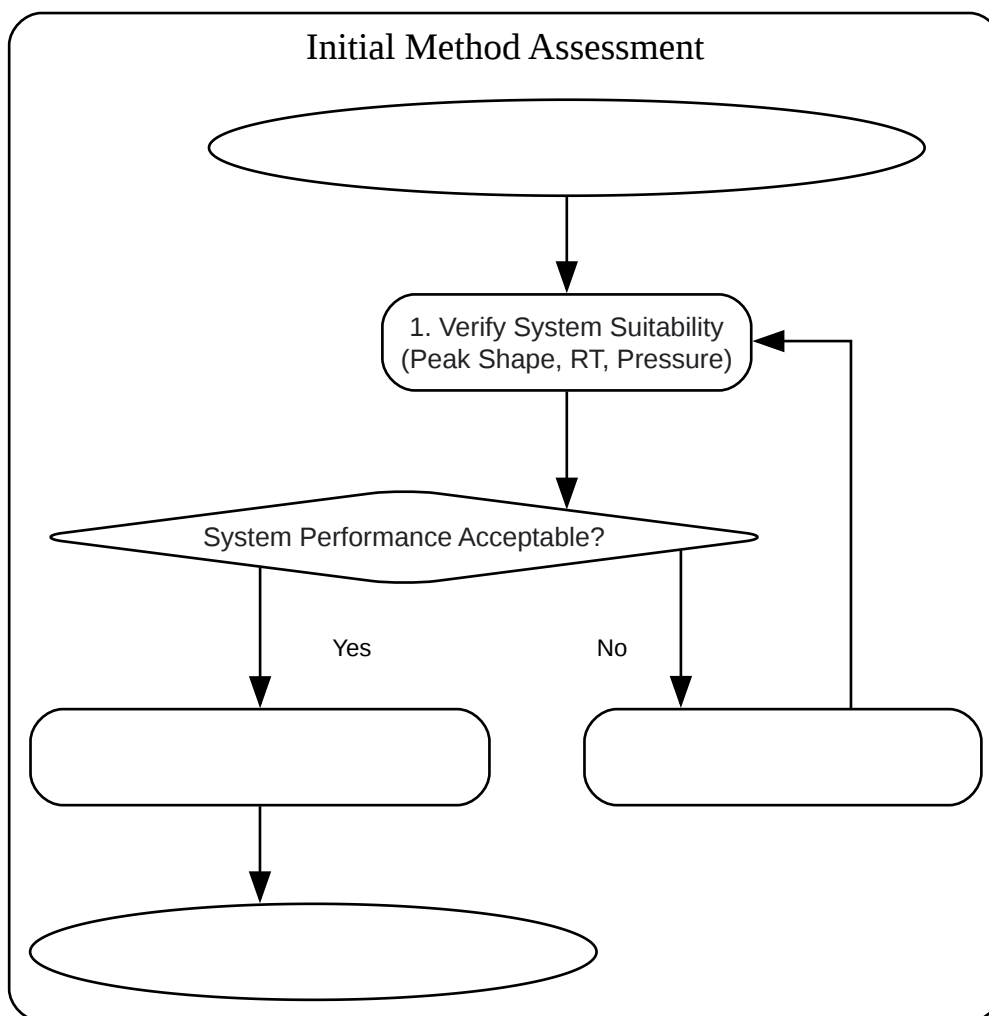 Initial Method Assessment
1. Verify System Suitability
(Peak Shape, RT, Pressure)
System Performance Acceptable?
Yes
No